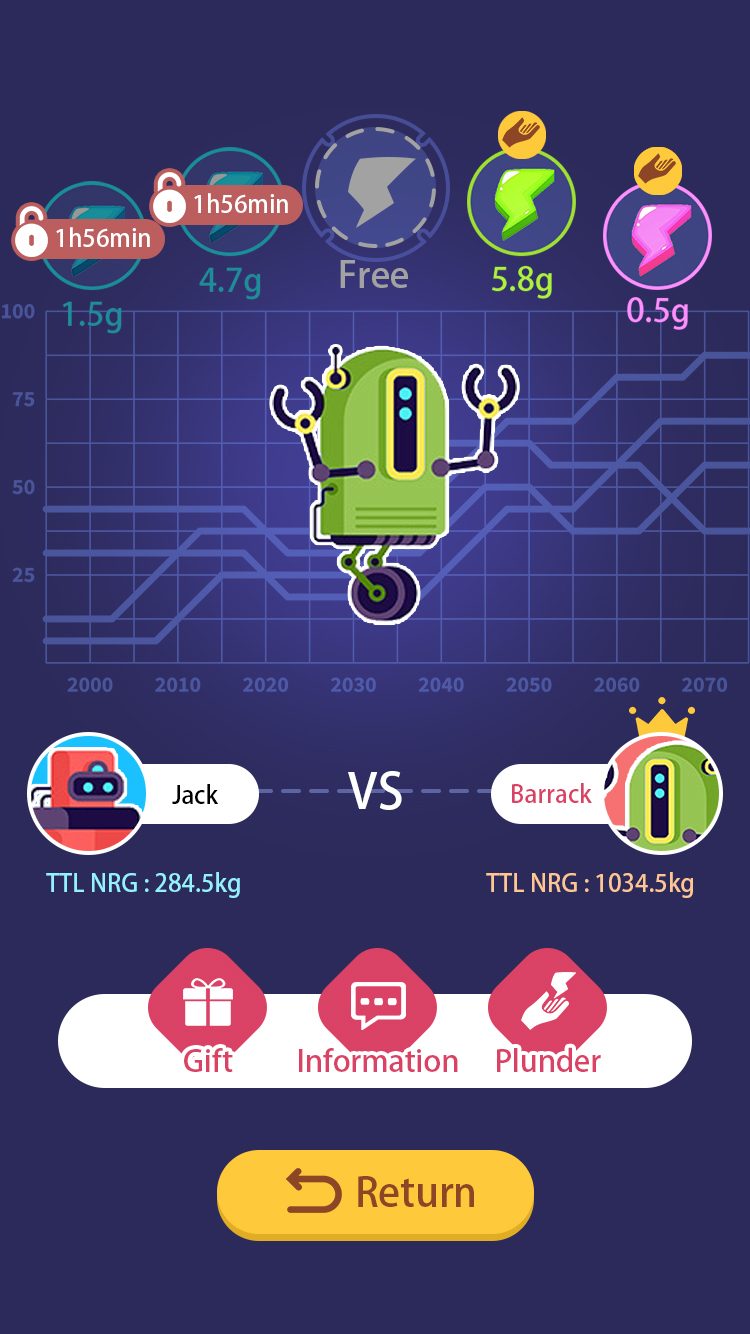 1h56min
1h56min
4.7g
Free
5.8g
1.5g
0.5g
100
75
50
25
2000 2010 2020 2030 2040 2050 2060 2070
Jack VS Barrack
TTL NRG : 284.5kg TTL NRG : 1034.5kg
Gift Information Plunder
Return